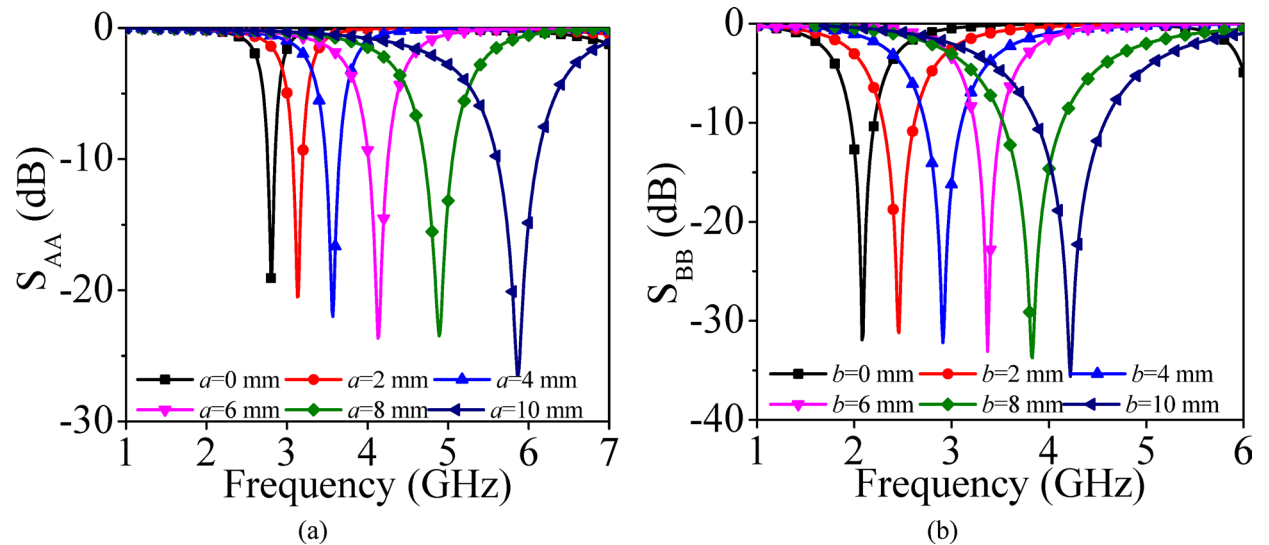 0
-10
-20
-30
S_AA (dB)
a=0 mm a=2 mm a=4 mm
a=6 mm a=8 mm a=10 mm
1 2 3 4 5 6 7
Frequency (GHz)
(a)
0
-10
-20
-30
-40
S_BB (dB)
b=0 mm b=2 mm b=4 mm
b=6 mm b=8 mm b=10 mm
1 2 3 4 5 6
Frequency (GHz)
(b)